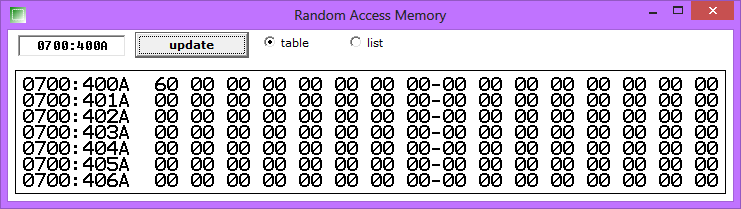 Random Access Memory
0700:400A update table list
0700:400A 60 00 00 00 00 00 00 00-00 00 00 00 00 00 00 00
0700:401A 00 00 00 00 00 00 00 00-00 00 00 00 00 00 00 00
0700:402A 00 00 00 00 00 00 00 00-00 00 00 00 00 00 00 00
0700:403A 00 00 00 00 00 00 00 00-00 00 00 00 00 00 00 00
0700:404A 00 00 00 00 00 00 00 00-00 00 00 00 00 00 00 00
0700:405A 00 00 00 00 00 00 00 00-00 00 00 00 00 00 00 00
0700:406A 00 00 00 00 00 00 00 00-00 00 00 00 00 00 00 00